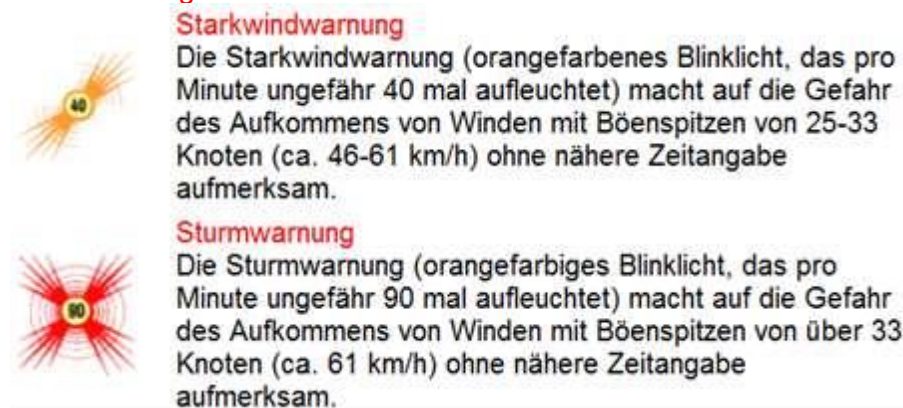 Starkwindwarnung
Die Starkwindwarnung (orangefarbenes Blinklicht, das pro
Minute ungefähr 40 mal aufleuchtet) macht auf die Gefahr
40
des Aufkommens von Winden mit Böenspitzen von 25-33
Knoten (ca. 46-61 km/h) ohne nähere Zeitangabe
aufmerksam.
Sturmwarnung
Die Sturmwarnung (orangefarbiges Blinklicht, das pro
Minute ungefähr 90 mal aufleuchtet) macht auf die Gefahr
90
des Aufkommens von Winden mit Böenspitzen von über 33
Knoten (ca. 61 km/h) ohne nähere Zeitangabe
aufmerksam.